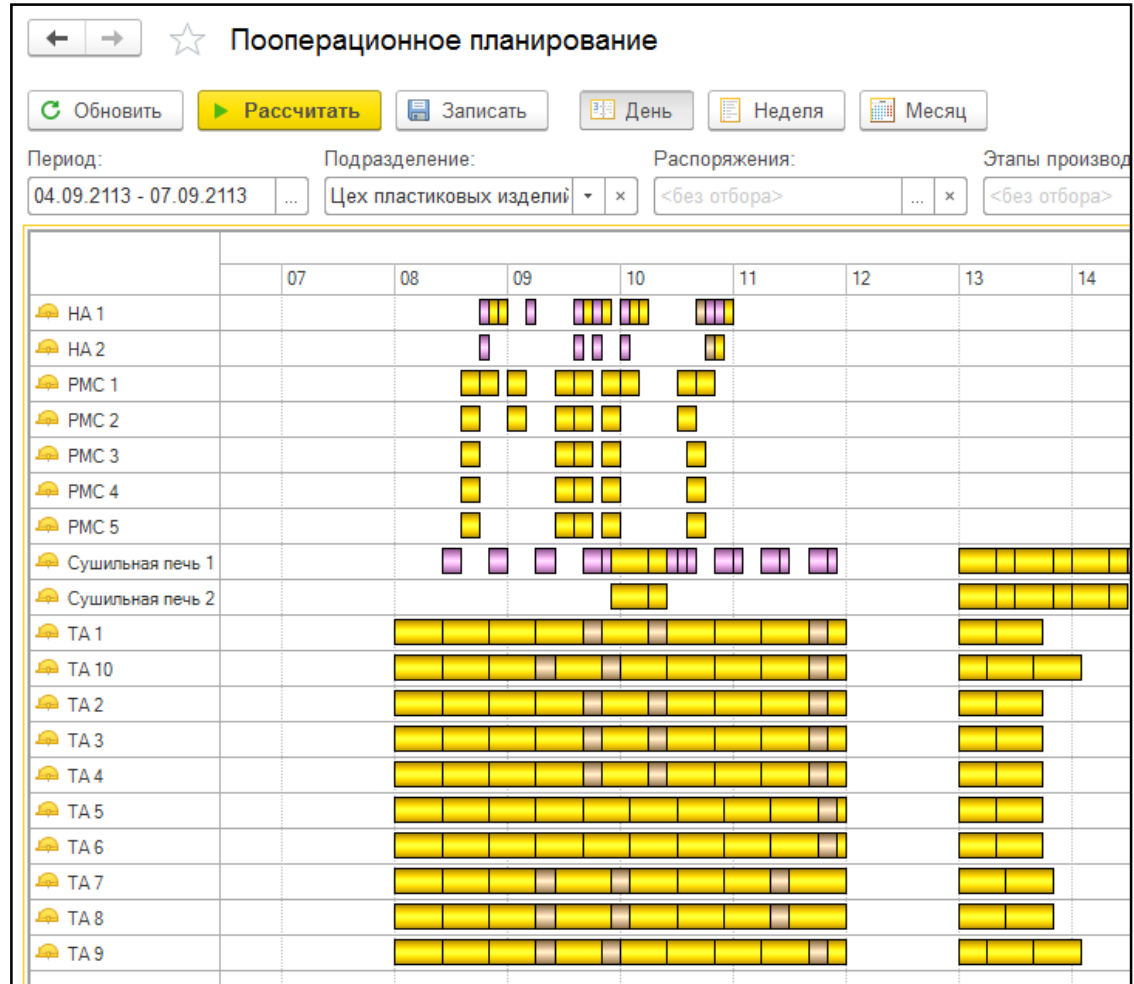 Пооперационное планирование
Обновить Рассчитать Записать День Неделя Месяц
Период: Подразделение: Распоряжения: Этапы производ
04.09.2113 - 07.09.2113 ... Цех пластиковых изделий × <без отбора> ... × <без отбора>
07 08 09 10 11 12 13 14
НА 1
НА 2
РМС 1
РМС 2
РМС 3
РМС 4
РМС 5
Сушильная печь 1
Сушильная печь 2
ТА 1
ТА 10
ТА 2
ТА 3
ТА 4
ТА 5
ТА 6
ТА 7
ТА 8
ТА 9